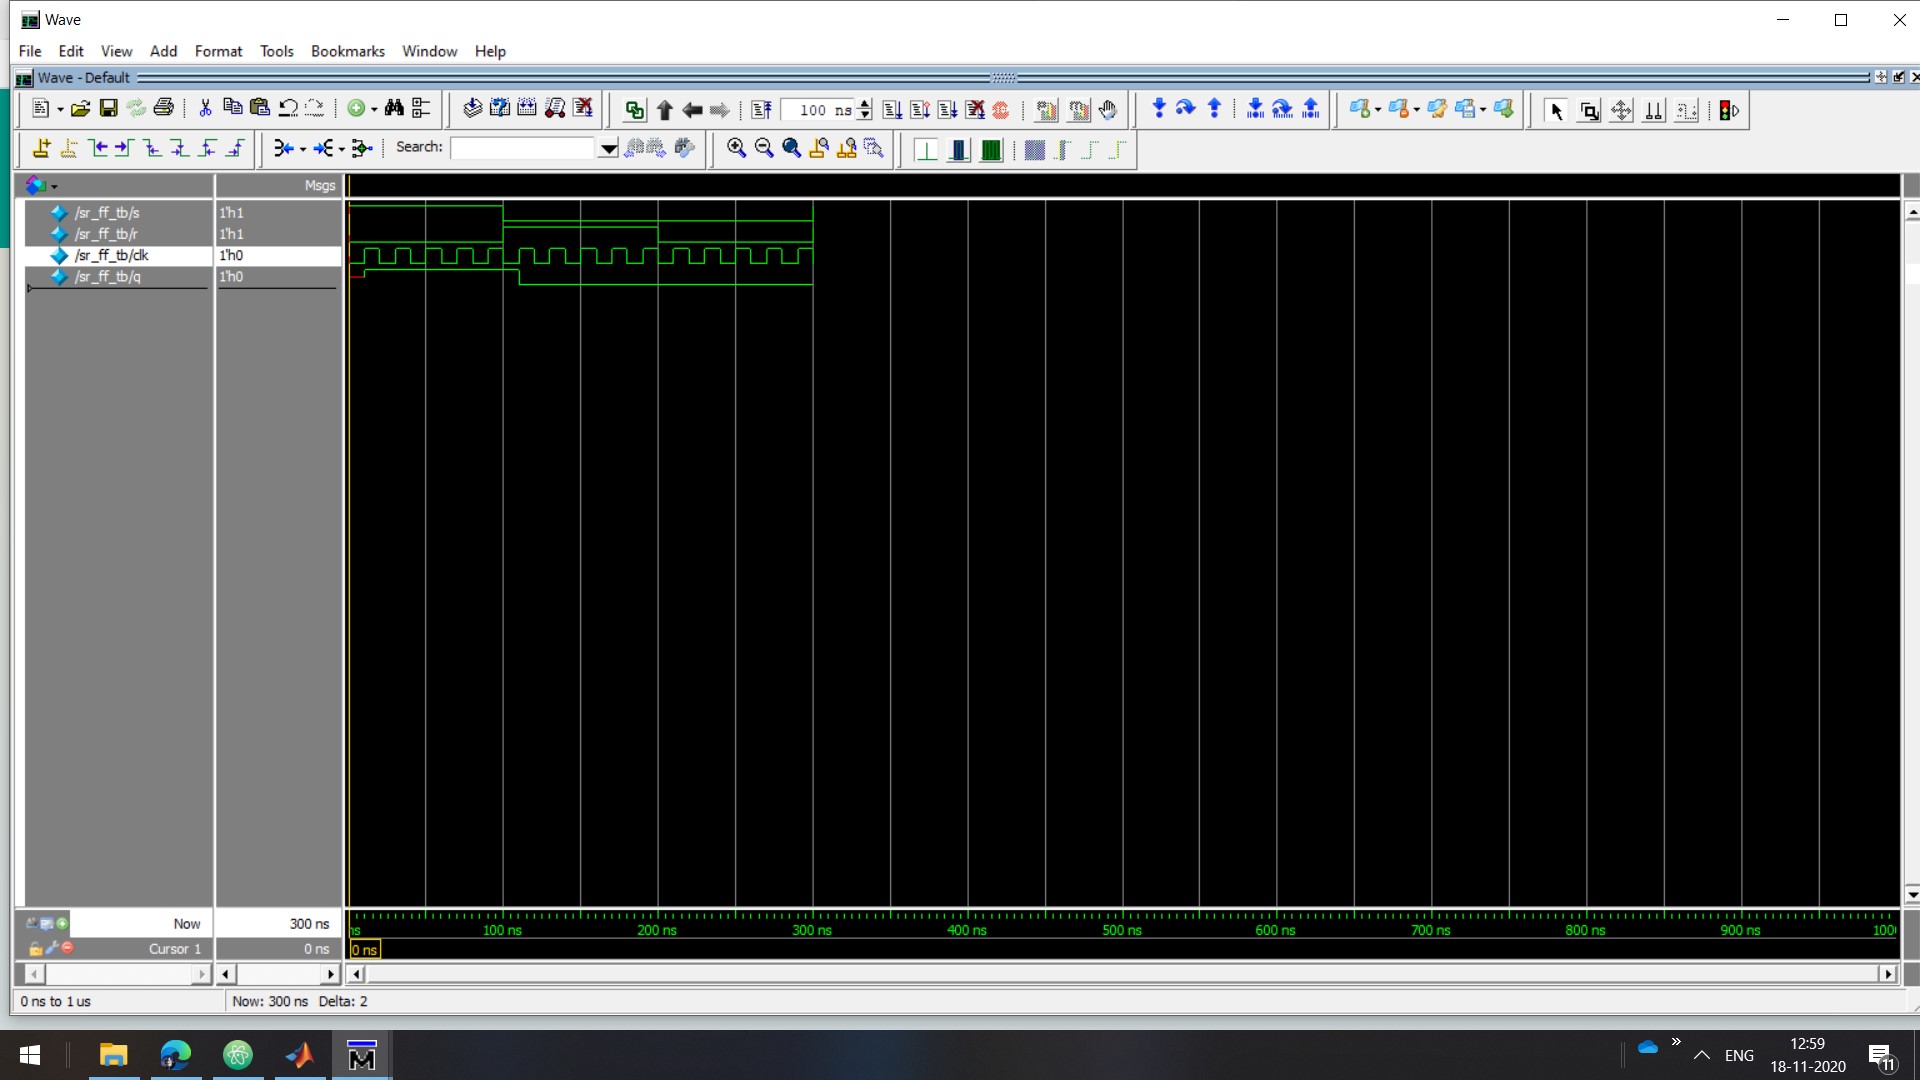 Wave
File Edit View Add Format Tools Bookmarks Window Help
Wave - Default
100 ns
Search:
Msgs
/sr_ff_tb/s 1'h1
/sr_ff_tb/r 1'h1
/sr_ff_tb/clk 1'h0
/sr_ff_tb/q 1'h0
Now 300 ns
ns 100 ns 200 ns 300 ns 400 ns 500 ns 600 ns 700 ns 800 ns 900 ns 100
Cursor 1 0 ns
0 ns
0 ns to 1 us Now: 300 ns Delta: 2
ENG
12:59
18-11-2020
11